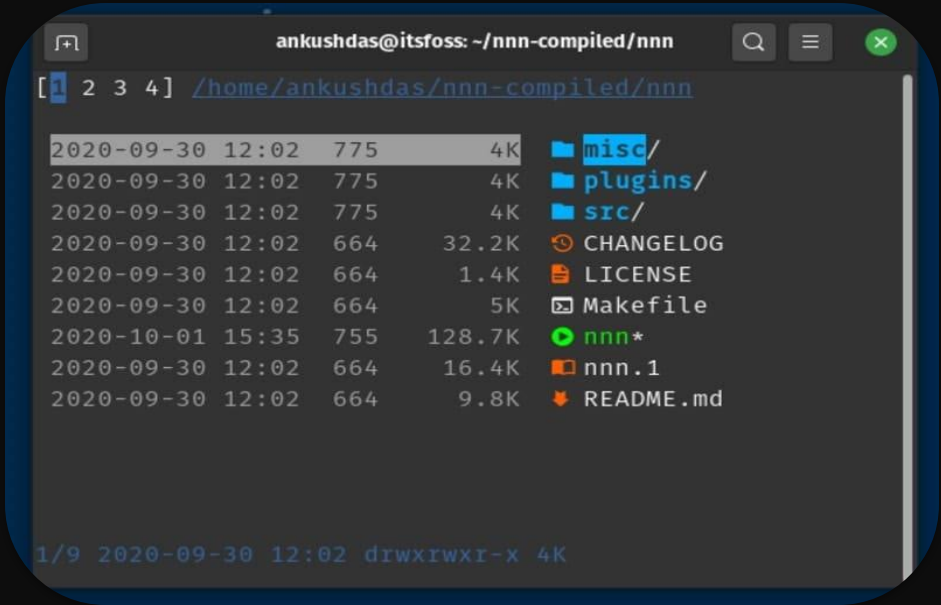 ankushdas@itsfoss: ~/nnn-compiled/nnn
[1 2 3 4] /home/ankushdas/nnn-compiled/nnn
2020-09-30 12:02 775 4K misc/
2020-09-30 12:02 775 4K plugins/
2020-09-30 12:02 775 4K src/
2020-09-30 12:02 664 32.2K CHANGELOG
2020-09-30 12:02 664 1.4K LICENSE
2020-09-30 12:02 664 5K Makefile
2020-10-01 15:35 755 128.7K nnn*
2020-09-30 12:02 664 16.4K nnn.1
2020-09-30 12:02 664 9.8K README.md
1/9 2020-09-30 12:02 drwxrwxr-x 4K